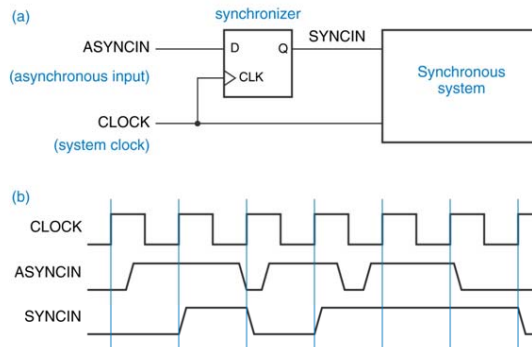 (a)
synchronizer
ASYNCIN
(asynchronous input)
D
Q
CLK
SYNCIN
Synchronous
system
CLOCK
(system clock)
(b)
CLOCK
ASYNCIN
SYNCIN